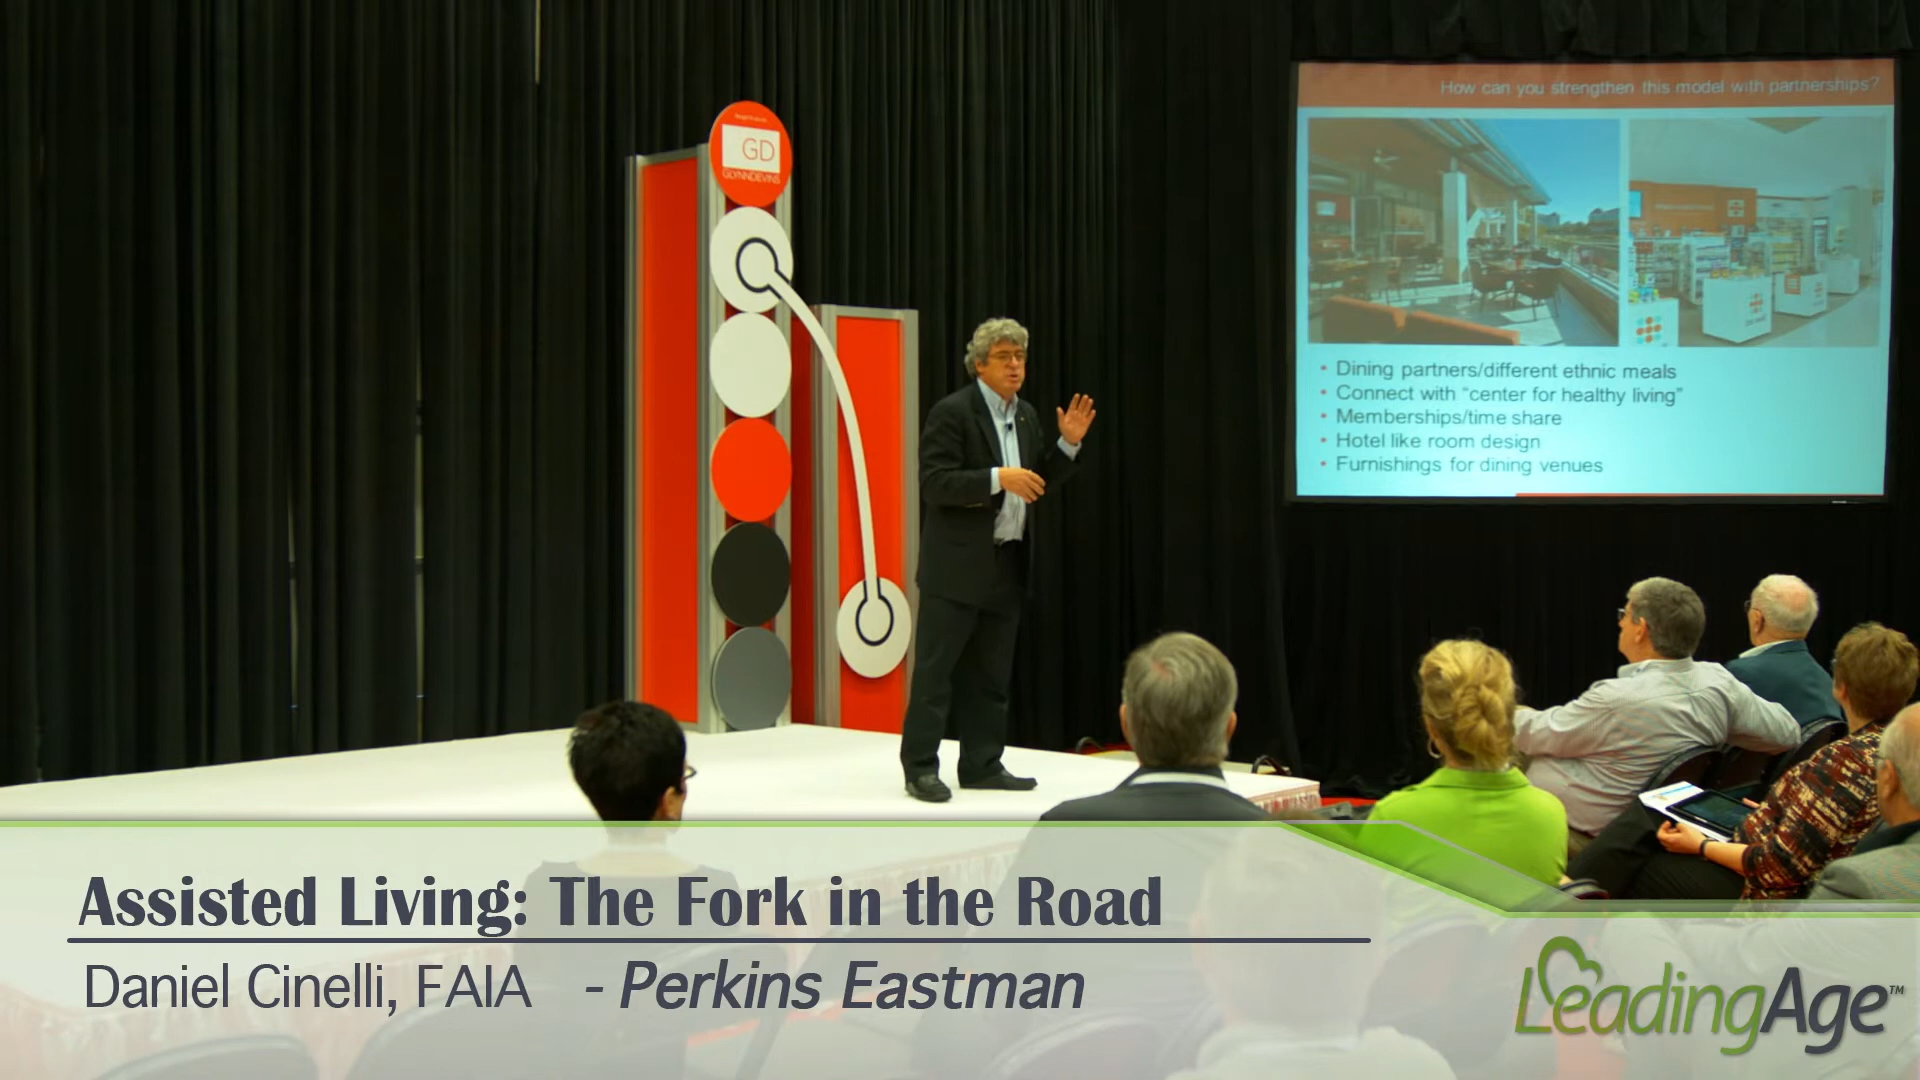 GD
GLYNNDEVINS
How can you strengthen this model with partnerships?
• Dining partners/different ethnic meals
• Connect with “center for healthy living”
• Memberships/time share
• Hotel like room design
• Furnishings for dining venues
Assisted Living: The Fork in the Road
Daniel Cinelli, FAIA - Perkins Eastman
LeadingAge™